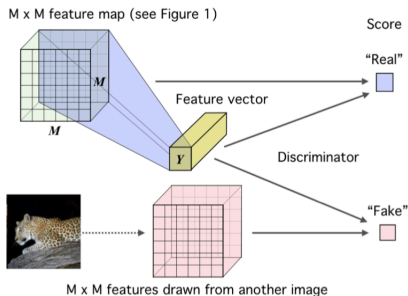 M x M feature map (see Figure 1)
Score
"Real"
M
Feature vector
M
Y
Discriminator
"Fake"
M x M features drawn from another image